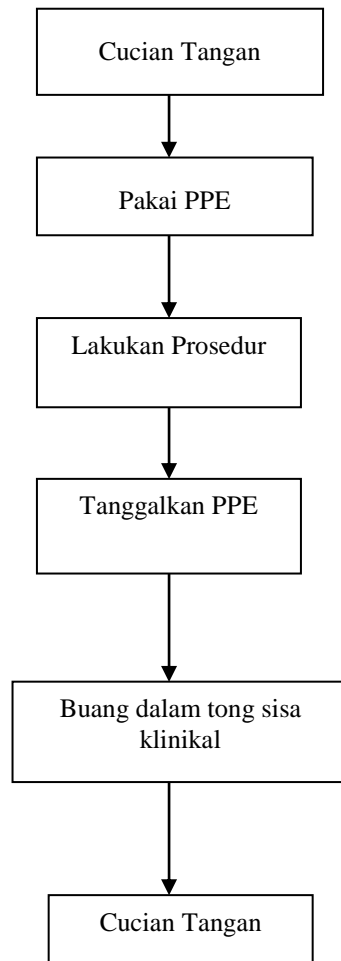 Cucian Tangan
Pakai PPE
Lakukan Prosedur
Tanggalkan PPE
Buang dalam tong sisa
klinikal
Cucian Tangan